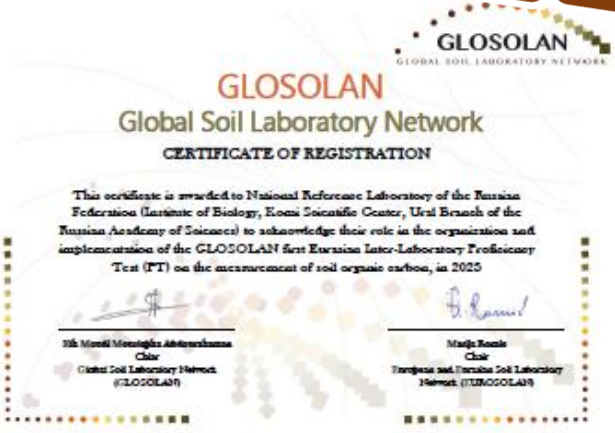 GLOSOLAN
GLOBAL SOIL LABORATORY NETWORK
GLOSOLAN
Global Soil Laboratory Network
CERTIFICATE OF REGISTRATION
This certificate is awarded to National Reference Laboratory of the Russian
Federation (Institute of Biology, Komi Scientific Center, Ural Branch of the
Russian Academy of Sciences) to acknowledge their role in the organization and
implementation of the GLOSOLAN first Eurasian Inter-Laboratory Proficiency
Test (PT) on the measurement of soil organic carbon, in 2025
Chair
Global Soil Laboratory Network
(GLOSOLAN)
Chair
European and Eurasian Soil Laboratory
Network (EUROSOLAN)